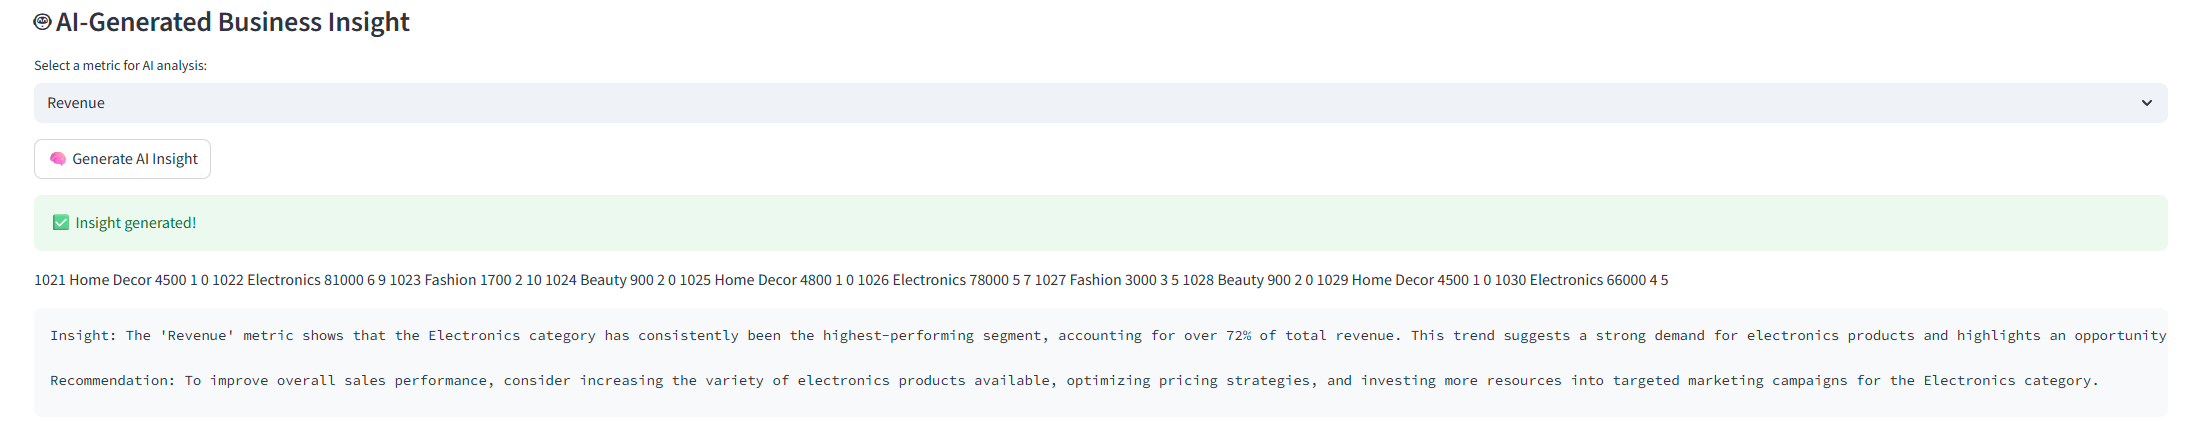 AI-Generated Business Insight
Select a metric for AI analysis:
Revenue
Generate AI Insight
Insight generated!
1021 Home Decor 4500 1 0 1022 Electronics 81000 6 9 1023 Fashion 1700 2 10 1024 Beauty 900 2 0 1025 Home Decor 4800 1 0 1026 Electronics 78000 5 7 1027 Fashion 3000 3 5 1028 Beauty 900 2 0 1029 Home Decor 4500 1 0 1030 Electronics 66000 4 5
Insight: The 'Revenue' metric shows that the Electronics category has consistently been the highest-performing segment, accounting for over 72% of total revenue. This trend suggests a strong demand for electronics products and highlights an opportunity
Recommendation: To improve overall sales performance, consider increasing the variety of electronics products available, optimizing pricing strategies, and investing more resources into targeted marketing campaigns for the Electronics category.